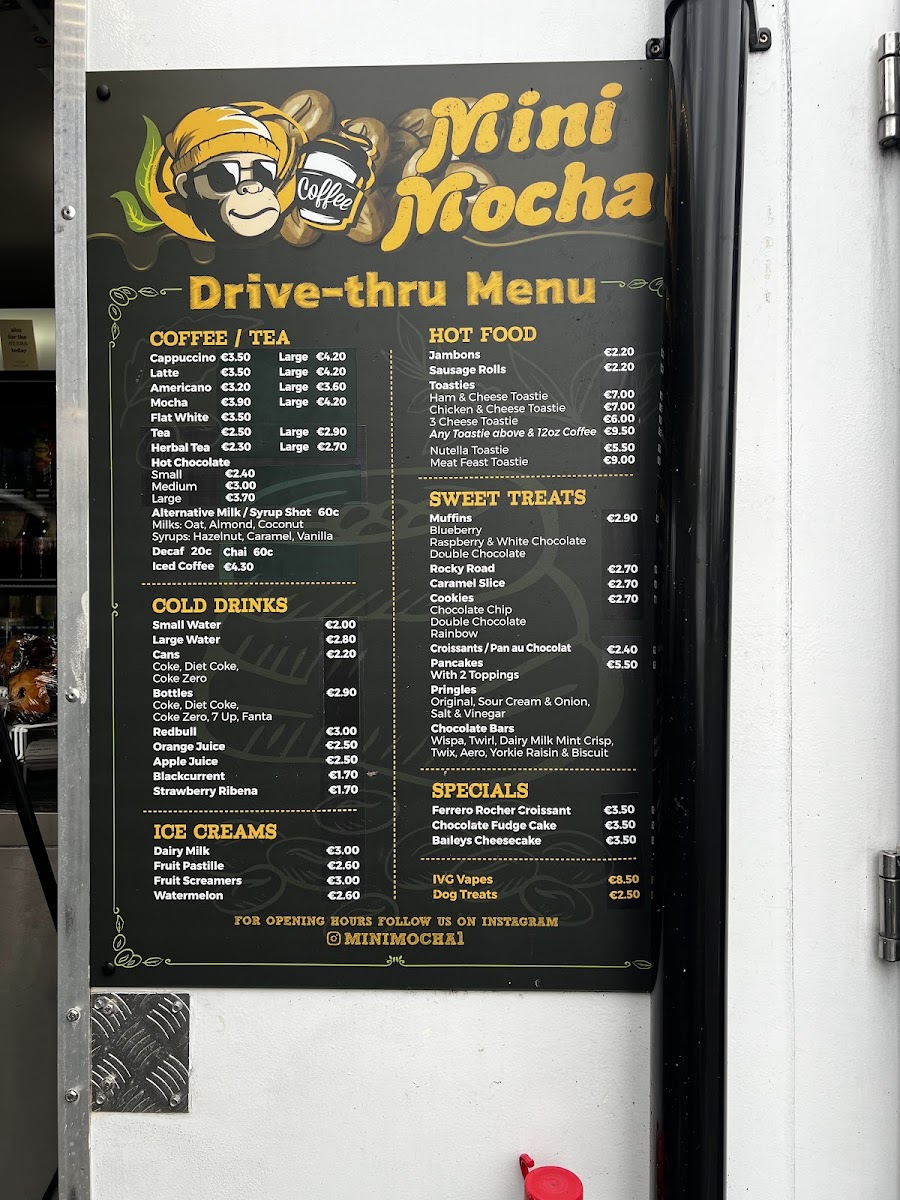 Coffee
Mini
Mocha
Drive-thru Menu
COFFEE / TEA
Cappuccino €3.50 Large €4.20
Latte €3.50 Large €4.20
Americano €3.20 Large €3.60
Mocha €3.90 Large €4.20
Flat White €3.50
Tea €2.50 Large €2.90
Herbal Tea €2.30 Large €2.70
Hot Chocolate
Small €2.40
Medium €3.00
Large €3.70
Alternative Milk / Syrup Shot 60c
Milks: Oat, Almond, Coconut
Syrups: Hazelnut, Caramel, Vanilla
Decaf 20c Chai 60c
Iced Coffee €4.30
COLD DRINKS
Small Water €2.00
Large Water €2.80
Cans €2.20
Coke, Diet Coke,
Coke Zero
Bottles €2.90
Coke, Diet Coke,
Coke Zero, 7 Up, Fanta
Redbull €3.00
Orange Juice €2.50
Apple Juice €2.50
Blackcurrent €1.70
Strawberry Ribena €1.70
ICE CREAMS
Dairy Milk €3.00
Fruit Pastille €2.60
Fruit Screamers €3.00
Watermelon €2.60
HOT FOOD
Jambons €2.20
Sausage Rolls €2.20
Toasties
Ham & Cheese Toastie €7.00
Chicken & Cheese Toastie €7.00
3 Cheese Toastie €6.00
Any Toastie above & 12oz Coffee €9.50
Nutella Toastie €5.50
Meat Feast Toastie €9.00
SWEET TREATS
Muffins €2.90
Blueberry
Raspberry & White Chocolate
Double Chocolate
Rocky Road €2.70
Caramel Slice €2.70
Cookies €2.70
Chocolate Chip
Double Chocolate
Rainbow
Croissants / Pan au Chocolat €2.40
Pancakes €5.50
With 2 Toppings
Pringles
Original, Sour Cream & Onion,
Salt & Vinegar
Chocolate Bars
Wispa, Twirl, Dairy Milk Mint Crisp,
Twix, Aero, Yorkie Raisin & Biscuit
SPECIALS
Ferrero Rocher Croissant €3.50
Chocolate Fudge Cake €3.50
Baileys Cheesecake €3.50
IVG Vapes €8.50
Dog Treats €2.50
FOR OPENING HOURS FOLLOW US ON INSTAGRAM
MINIMOCHA1